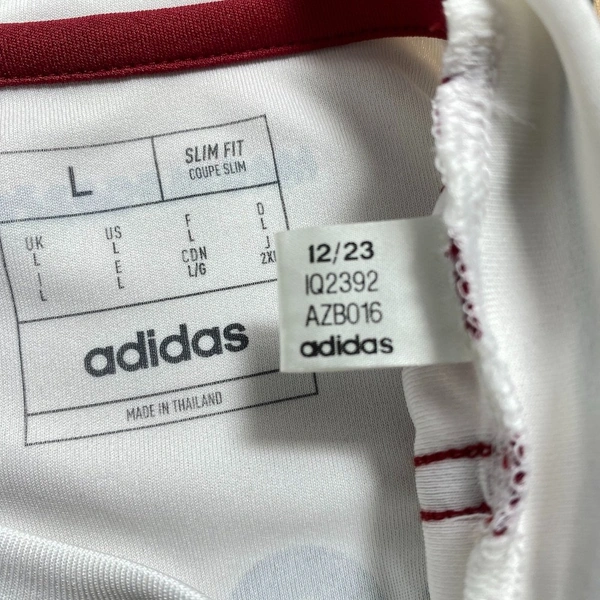 L
SLIM FIT
COUPE SLIM
UK US F D
L L L L
I E CDN J
L L L/G 2XL
adidas
MADE IN THAILAND
12/23
IQ2392
AZB016
adidas